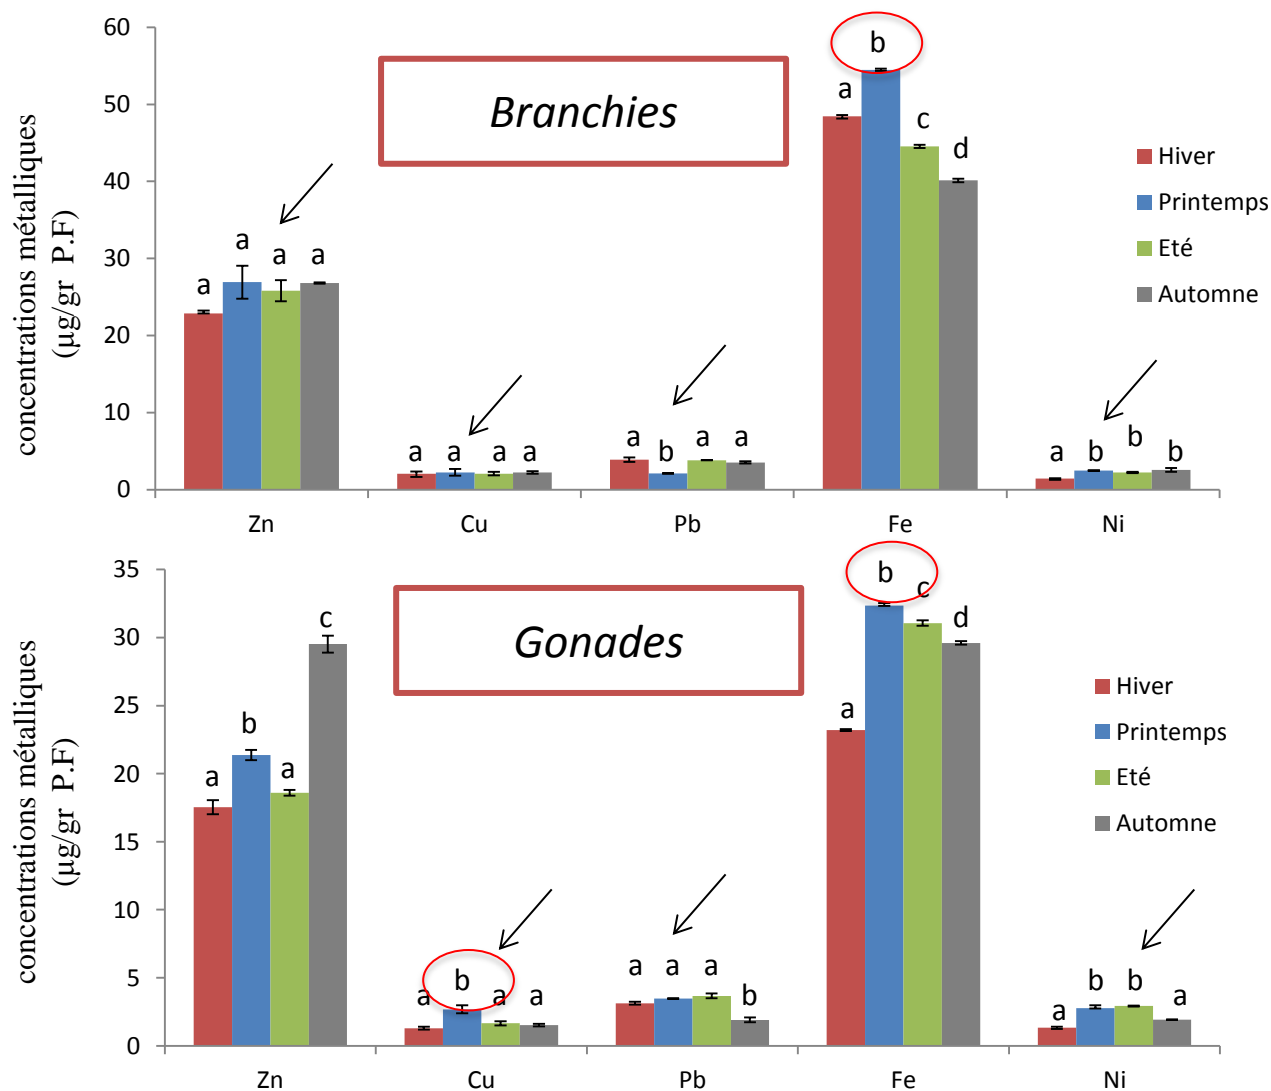 60
50
40
30
20
10
0
concentrations métalliques
(µg/gr P.F)
Branchies
a a a a
a a a a
a b a a
a b c d
a b b b
Zn Cu Pb Fe Ni
Hiver
Printemps
Eté
Automne
35
30
25
20
15
10
5
0
concentrations métalliques
(µg/gr P.F)
Gonades
a b a c
a b a a
a a a b
a b c d
a b b a
Zn Cu Pb Fe Ni
Hiver
Printemps
Eté
Automne